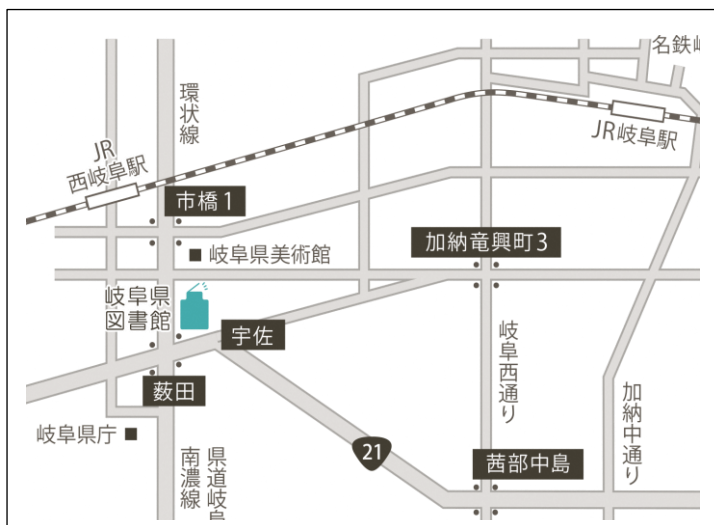 名鉄
環状線
JR岐阜駅
JR
西岐阜駅
市橋1
岐阜県美術館
加納竜興町3
岐阜県
図書館
宇佐
岐阜西通り
薮田
加納中通り
岐阜県庁
21
茜部中島
県道岐阜
南濃線